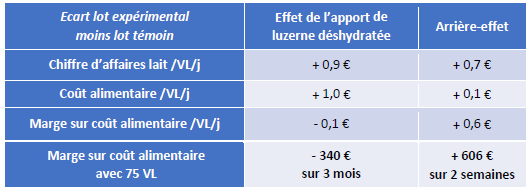 Ecart lot expérimental
moins lot témoin
Effet de l'apport de
luzerne déshydratée
Arrière-effet
Chiffre d'affaires lait /VL/j
+ 0,9 €
+ 0,7 €
Coût alimentaire /VL/j
+ 1,0 €
+ 0,1 €
Marge sur coût alimentaire /VL/j
- 0,1 €
+ 0,6 €
Marge sur coût alimentaire
avec 75 VL
- 340 €
sur 3 mois
+ 606 €
sur 2 semaines